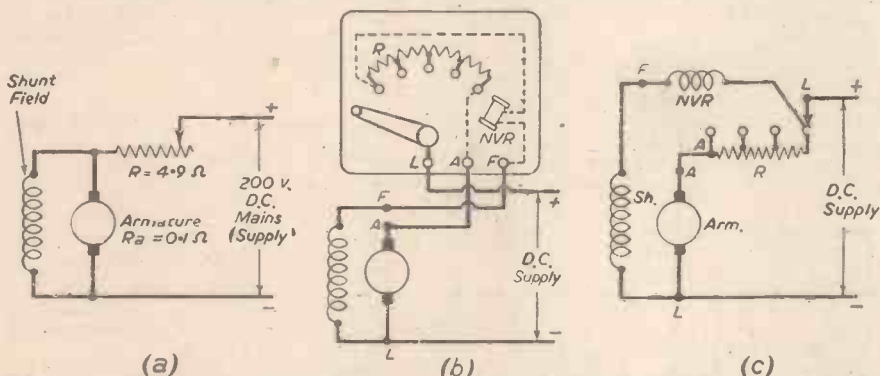 Shunt
Field
+
R = 4·9 Ω
200 V.
D.C.
Mains
(Supply)
Armature
Ra = 0·1 Ω
−
(a)
R
NVR
L
A
F
+
F
A
D.C.
Supply
−
L
(b)
F
NVR
L
+
A
A
R
Sh.
Arm.
D.C.
Supply
−
L
(c)